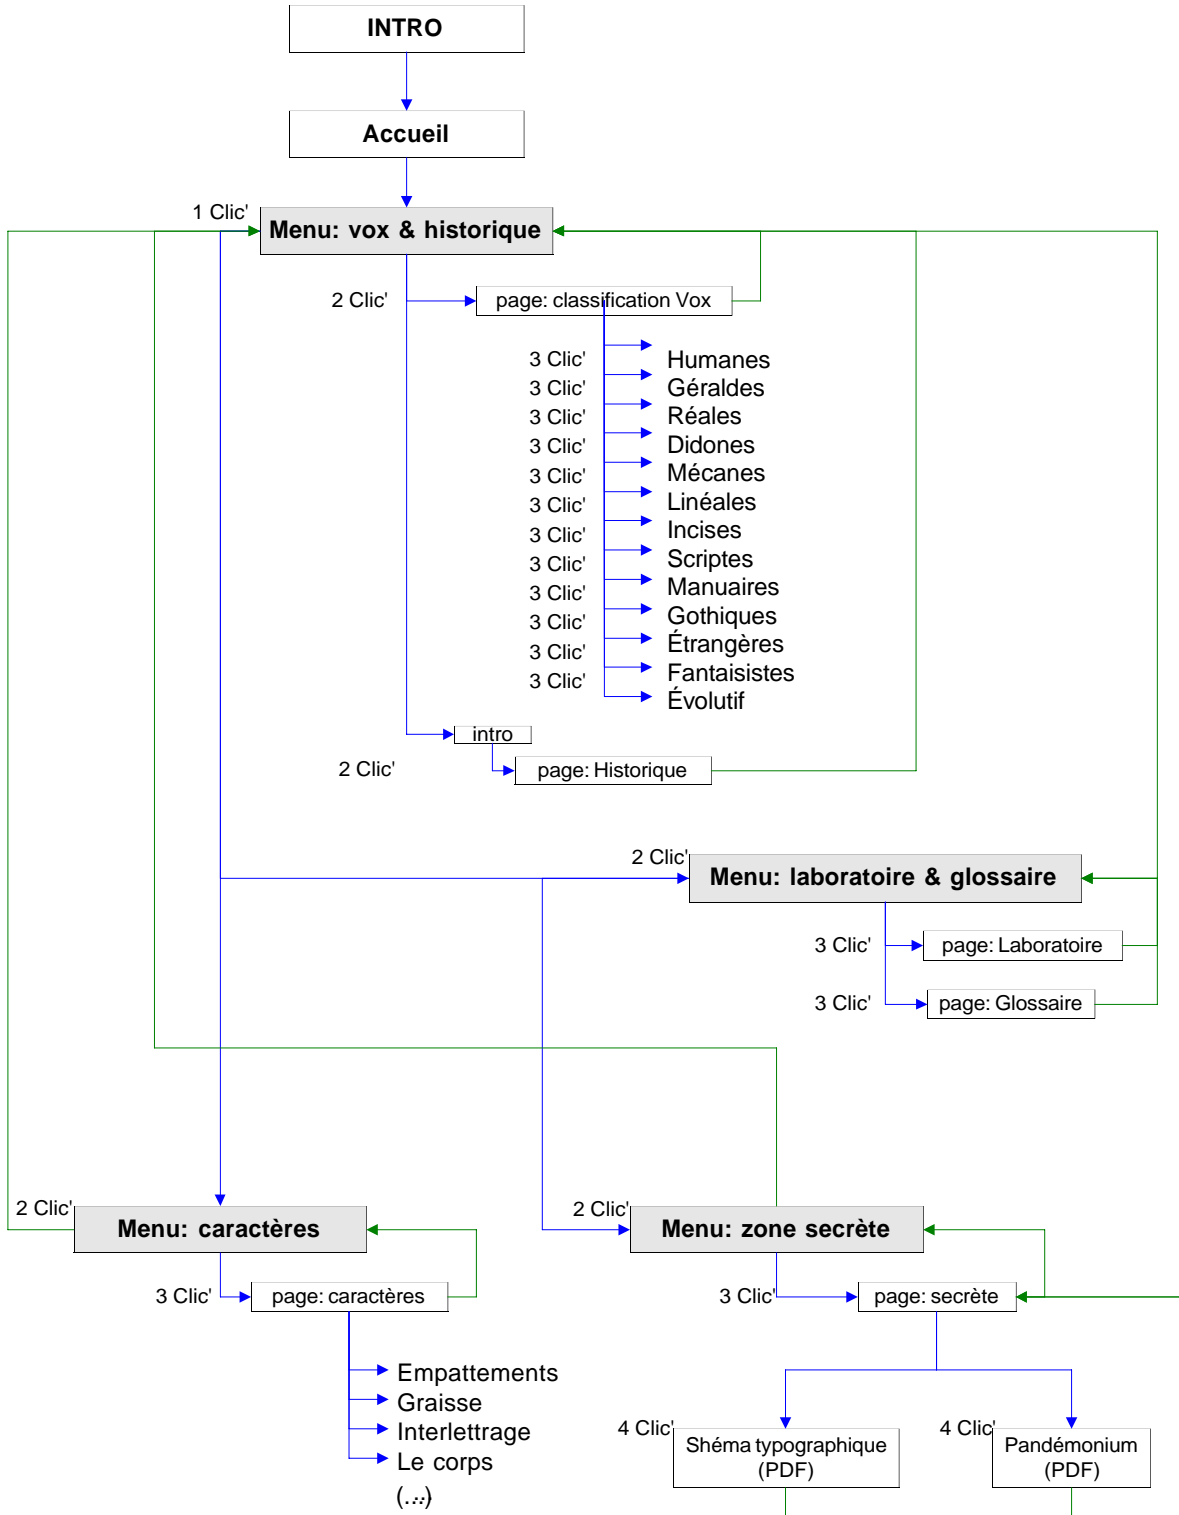 INTRO
Accueil
1 Clic'
Menu: vox & historique
2 Clic'
page: classification Vox
3 Clic'
Humanes
3 Clic'
Géraldes
3 Clic'
Réales
3 Clic'
Didones
3 Clic'
Mécanes
3 Clic'
Linéales
3 Clic'
Incises
3 Clic'
Scriptes
3 Clic'
Manuaires
3 Clic'
Gothiques
3 Clic'
Étrangères
3 Clic'
Fantaisistes
Évolutif
intro
2 Clic'
page: Historique
2 Clic'
Menu: laboratoire & glossaire
3 Clic'
page: Laboratoire
3 Clic'
page: Glossaire
2 Clic'
Menu: caractères
2 Clic'
Menu: zone secrète
3 Clic'
page: caractères
3 Clic'
page: secrète
Empattements
Graisse
Interlettrage
Le corps
(...)
4 Clic'
Shéma typographique
(PDF)
4 Clic'
Pandémonium
(PDF)